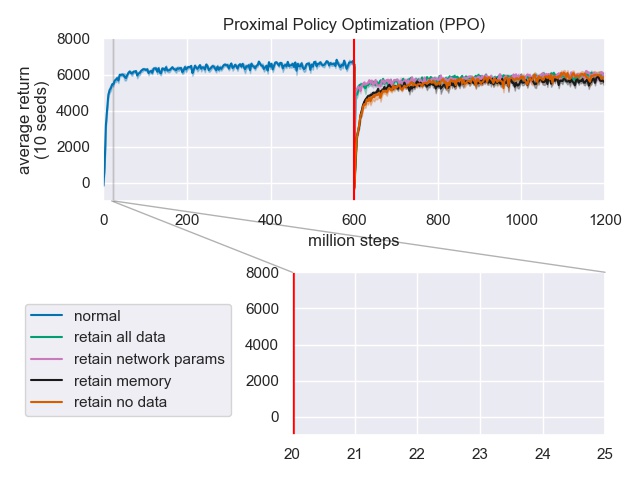 Proximal Policy Optimization (PPO)
average return
(10 seeds)
8000
6000
4000
2000
0
0 200 400 600 800 1000 1200
million steps
normal
retain all data
retain network params
retain memory
retain no data
8000
6000
4000
2000
0
20 21 22 23 24 25